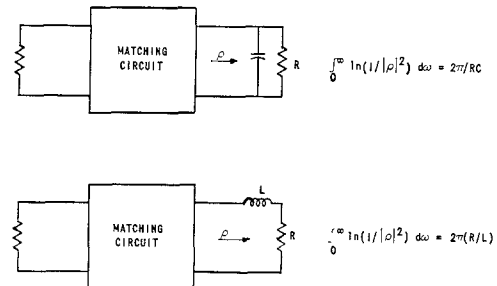 MATCHING
CIRCUIT
ρ
R
∫₀^∞ ln(1/|ρ|²) dω = 2π/RC
L
MATCHING
CIRCUIT
ρ
R
∫₀^∞ ln(1/|ρ|²) dω = 2π(R/L)